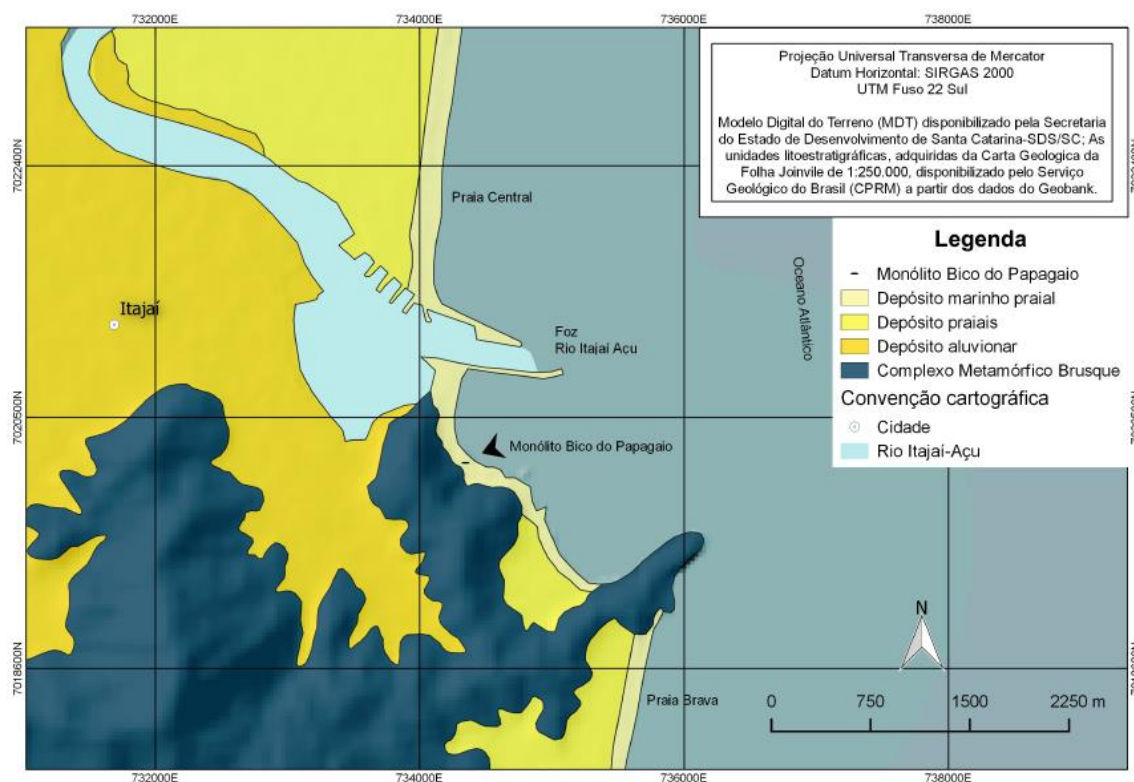 732000E
734000E
736000E
738000E
Projeção Universal Transversa de Mercator
Datum Horizontal: SIRGAS 2000
UTM Fuso 22 Sul
Modelo Digital do Terreno (MDT) disponibilizado pela Secretaria
do Estado de Desenvolvimento de Santa Catarina-SDS/SC; As
unidades litoestratigráficas, adquiridas da Carta Geologica da
Folha Joinvile de 1:250.000, disponibilizado pelo Serviço
Geológico do Brasil (CPRM) a partir dos dados do Geobank.
7022400N
7022400N
Praia Central
Legenda
Monólito Bico do Papagaio
Depósito marinho praial
Depósito praiais
Depósito aluvionar
Complexo Metamórfico Brusque
Convenção cartográfica
Cidade
Rio Itajaí-Açu
Oceano Atlântico
Itajaí
Foz
Rio Itajaí Açu
7020500N
7020500N
Monólito Bico do Papagaio
N
7018600N
7018600N
Praia Brava
0
750
1500
2250 m
732000E
734000E
736000E
738000E